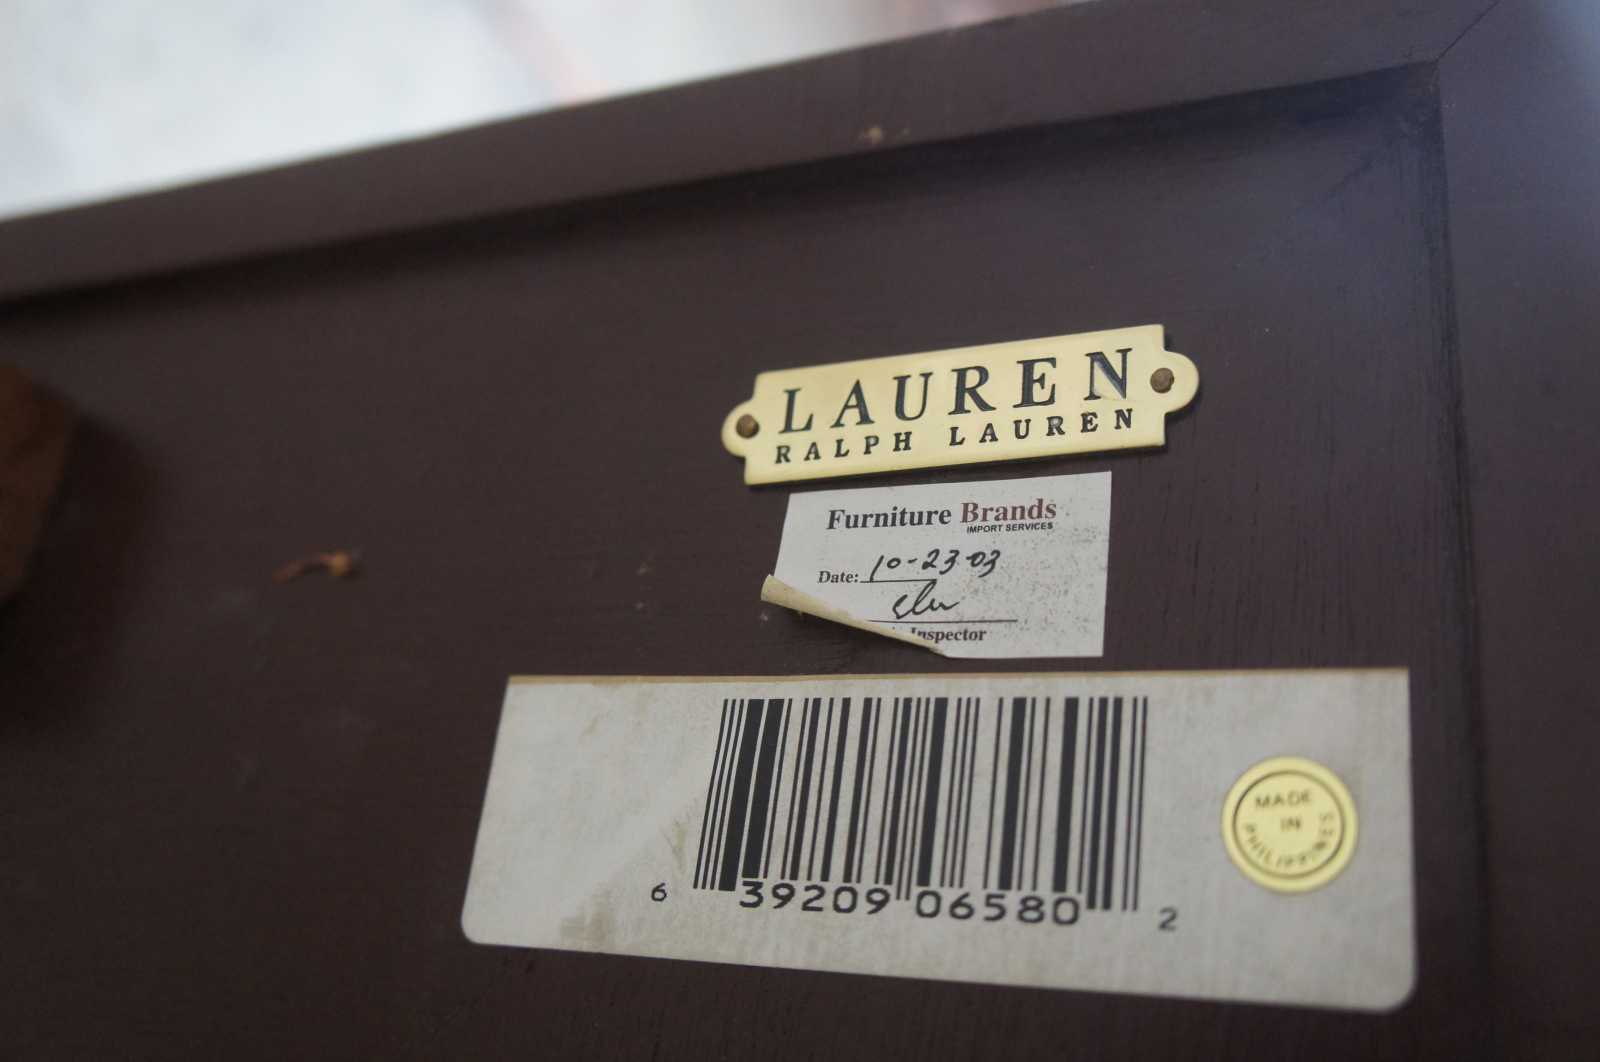 LAUREN
RALPH LAUREN
Furniture Brands
IMPORT SERVICES
Date: 10-23-03
Inspector
6 39209 06580 2
MADE
IN
PHILIPPINES